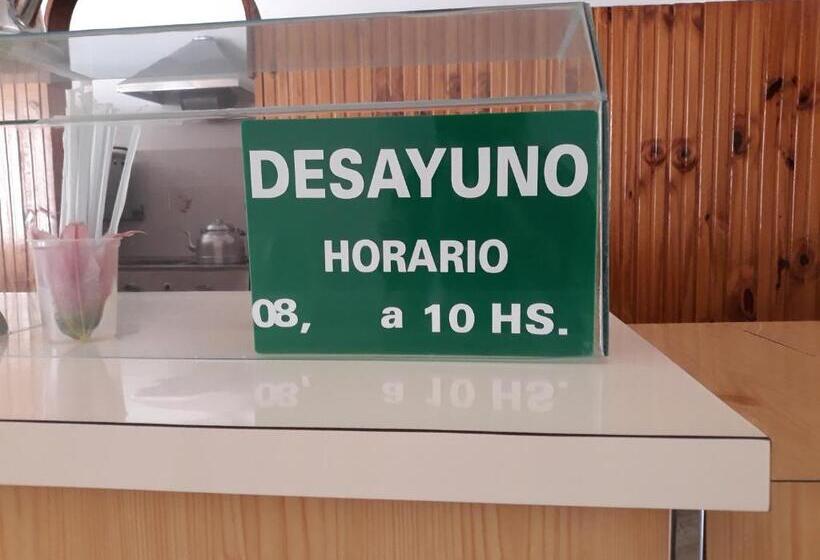 DESAYUNO
HORARIO
08, a 10 HS.